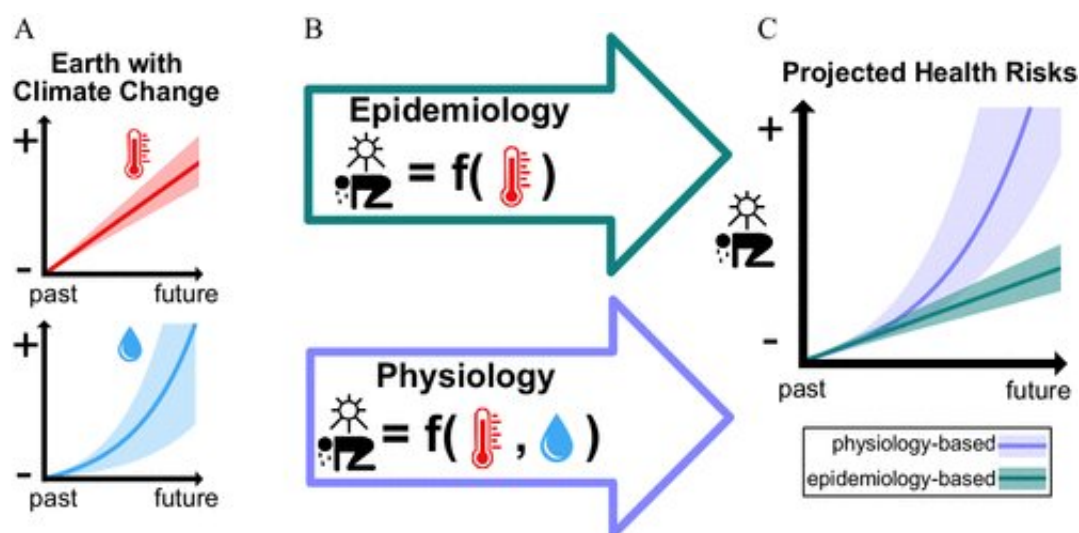 A
Earth with
Climate Change
+
-
past future
+
-
past future
B
Epidemiology
= f( )
Physiology
= f( , )
C
Projected Health Risks
+
-
past future
physiology-based
epidemiology-based